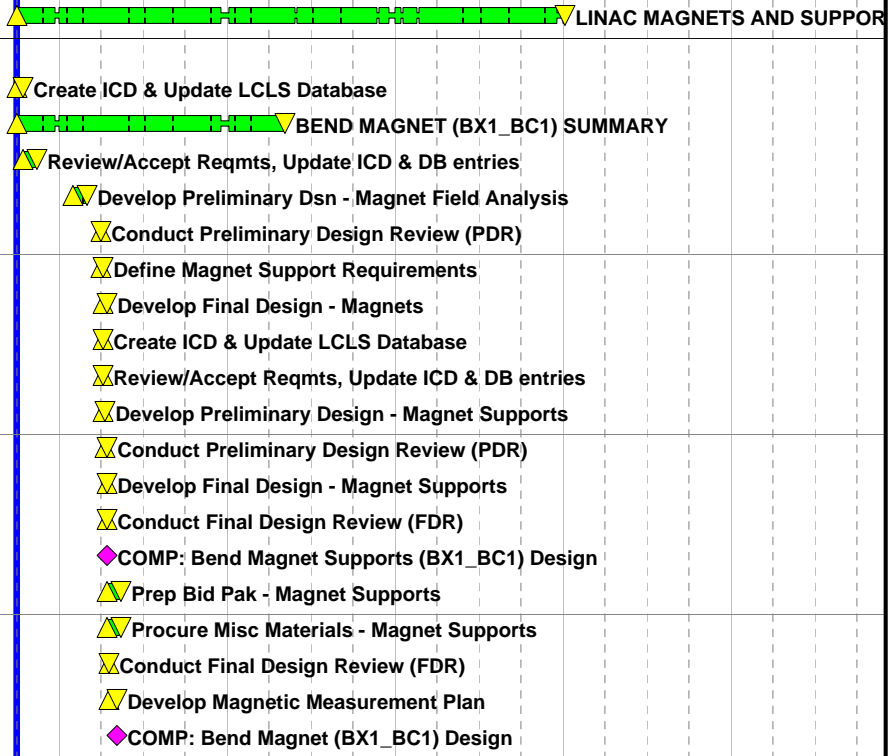 LINAC MAGNETS AND SUPPOR
Create ICD & Update LCLS Database
BEND MAGNET (BX1_BC1) SUMMARY
Review/Accept Reqmts, Update ICD & DB entries
Develop Preliminary Dsn - Magnet Field Analysis
Conduct Preliminary Design Review (PDR)
Define Magnet Support Requirements
Develop Final Design - Magnets
Create ICD & Update LCLS Database
Review/Accept Reqmts, Update ICD & DB entries
Develop Preliminary Design - Magnet Supports
Conduct Preliminary Design Review (PDR)
Develop Final Design - Magnet Supports
Conduct Final Design Review (FDR)
COMP: Bend Magnet Supports (BX1_BC1) Design
Prep Bid Pak - Magnet Supports
Procure Misc Materials - Magnet Supports
Conduct Final Design Review (FDR)
Develop Magnetic Measurement Plan
COMP: Bend Magnet (BX1_BC1) Design